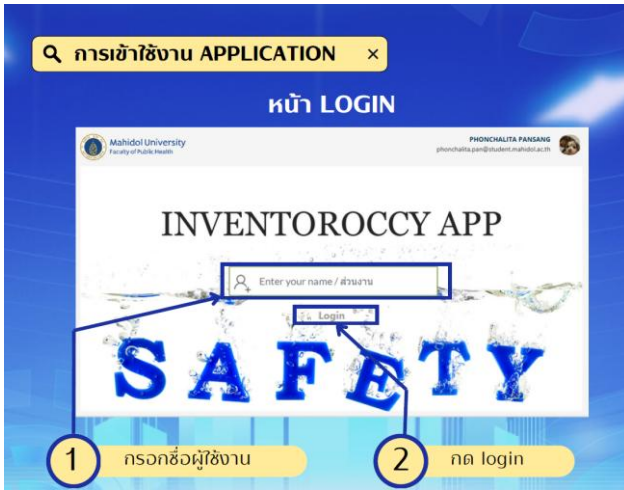 การเข้าใช้งาน APPLICATION ×
หน้า LOGIN
Mahidol University
Faculty of Public Health
PHONCHALITA PANSANG
phonchalita.pan@student.mahidol.ac.th
INVENTOROCCY APP
Enter your name / ส่วนงาน
Login
SAFETY
1 กรอกชื่อผู้ใช้งาน
2 กด login